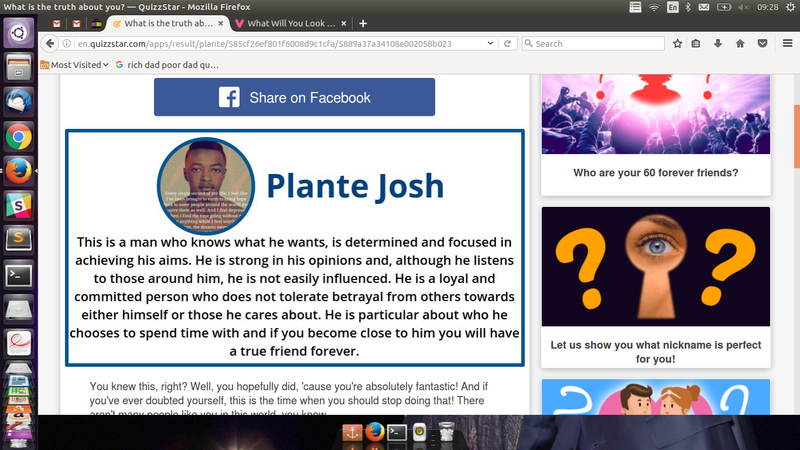 What is the truth about you? — QuizzStar - Mozilla Firefox
En
09:28
What is the truth ab...
What Will You Look ...
en.quizzstar.com/apps/result/plante/585cf26ef801f6008d9c1cfa/5889a37a34108e002058b023
Search
Most Visited
rich dad poor dad qu...
Share on Facebook
Plante Josh
This is a man who knows what he wants, is determined and focused in
achieving his aims. He is strong in his opinions and, although he listens
to those around him, he is not easily influenced. He is a loyal and
committed person who does not tolerate betrayal from others towards
either himself or those he cares about. He is particular about who he
chooses to spend time with and if you become close to him you will have
a true friend forever.
You knew this, right? Well, you hopefully did, 'cause you're absolutely fantastic! And if
you've ever doubted yourself, this is the time when you should stop doing that! There
aren't many people like you in this world, you know.
Who are your 60 forever friends?
? ?
Let us show you what nickname is perfect
for you!